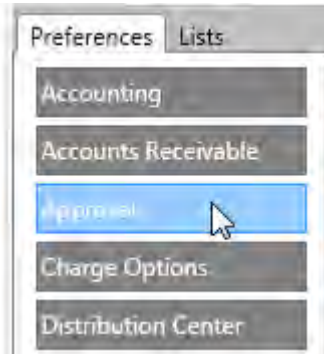 Preferences Lists
Accounting
Accounts Receivable
Approval
Charge Options
Distribution Center